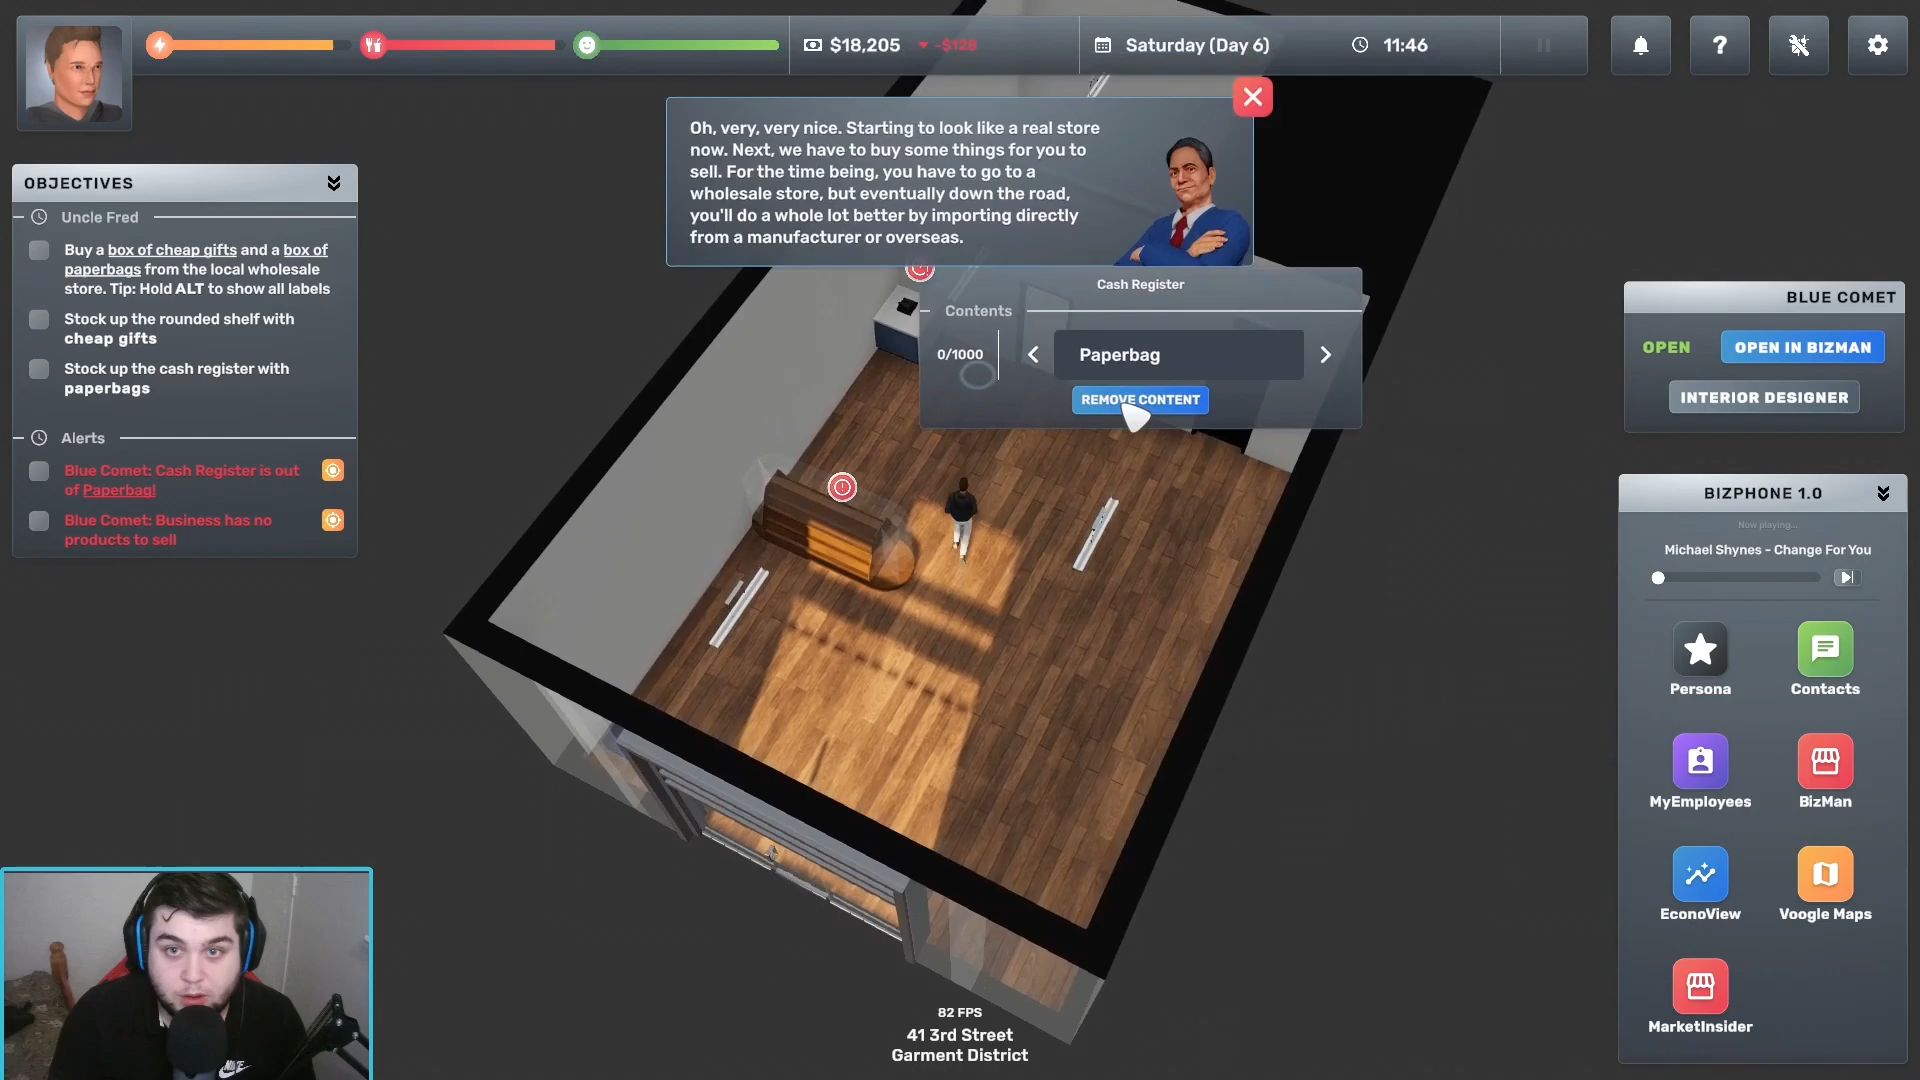 $18,205
-$128
Saturday (Day 6)
11:46
?
Oh, very, very nice. Starting to look like a real store
now. Next, we have to buy some things for you to
sell. For the time being, you have to go to a
wholesale store, but eventually down the road,
you'll do a whole lot better by importing directly
from a manufacturer or overseas.
OBJECTIVES
Uncle Fred
Buy a box of cheap gifts and a box of
paperbags from the local wholesale
store. Tip: Hold ALT to show all labels
Stock up the rounded shelf with
cheap gifts
Stock up the cash register with
paperbags
Alerts
Blue Comet: Cash Register is out
of Paperbag!
Blue Comet: Business has no
products to sell
Cash Register
Contents
0/1000
Paperbag
REMOVE CONTENT
BLUE COMET
OPEN
OPEN IN BIZMAN
INTERIOR DESIGNER
BIZPHONE 1.0
Now playing...
Michael Shynes - Change For You
Persona
Contacts
MyEmployees
BizMan
EconoView
Voogle Maps
MarketInsider
82 FPS
41 3rd Street
Garment District
NIKE